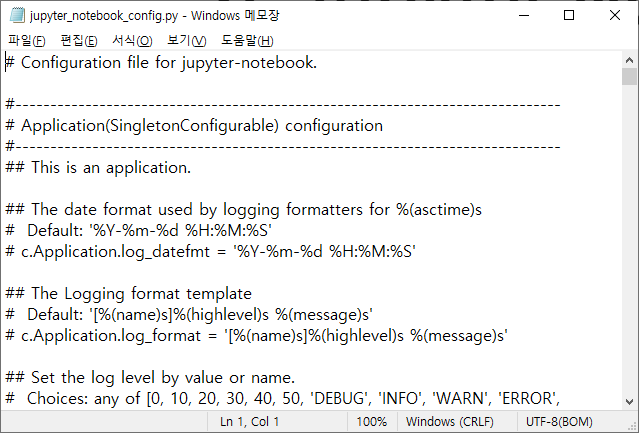 jupyter_notebook_config.py - Windows 메모장
파일(F) 편집(E) 서식(O) 보기(V) 도움말(H)
# Configuration file for jupyter-notebook.
#------------------------------------------------------------------------------
# Application(SingletonConfigurable) configuration
#------------------------------------------------------------------------------
## This is an application.
## The date format used by logging formatters for %(asctime)s
#  Default: '%Y-%m-%d %H:%M:%S'
# c.Application.log_datefmt = '%Y-%m-%d %H:%M:%S'
## The Logging format template
#  Default: '[%(name)s]%(highlevel)s %(message)s'
# c.Application.log_format = '[%(name)s]%(highlevel)s %(message)s'
## Set the log level by value or name.
#  Choices: any of [0, 10, 20, 30, 40, 50, 'DEBUG', 'INFO', 'WARN', 'ERROR',
Ln 1, Col 1 100% Windows (CRLF) UTF-8(BOM)